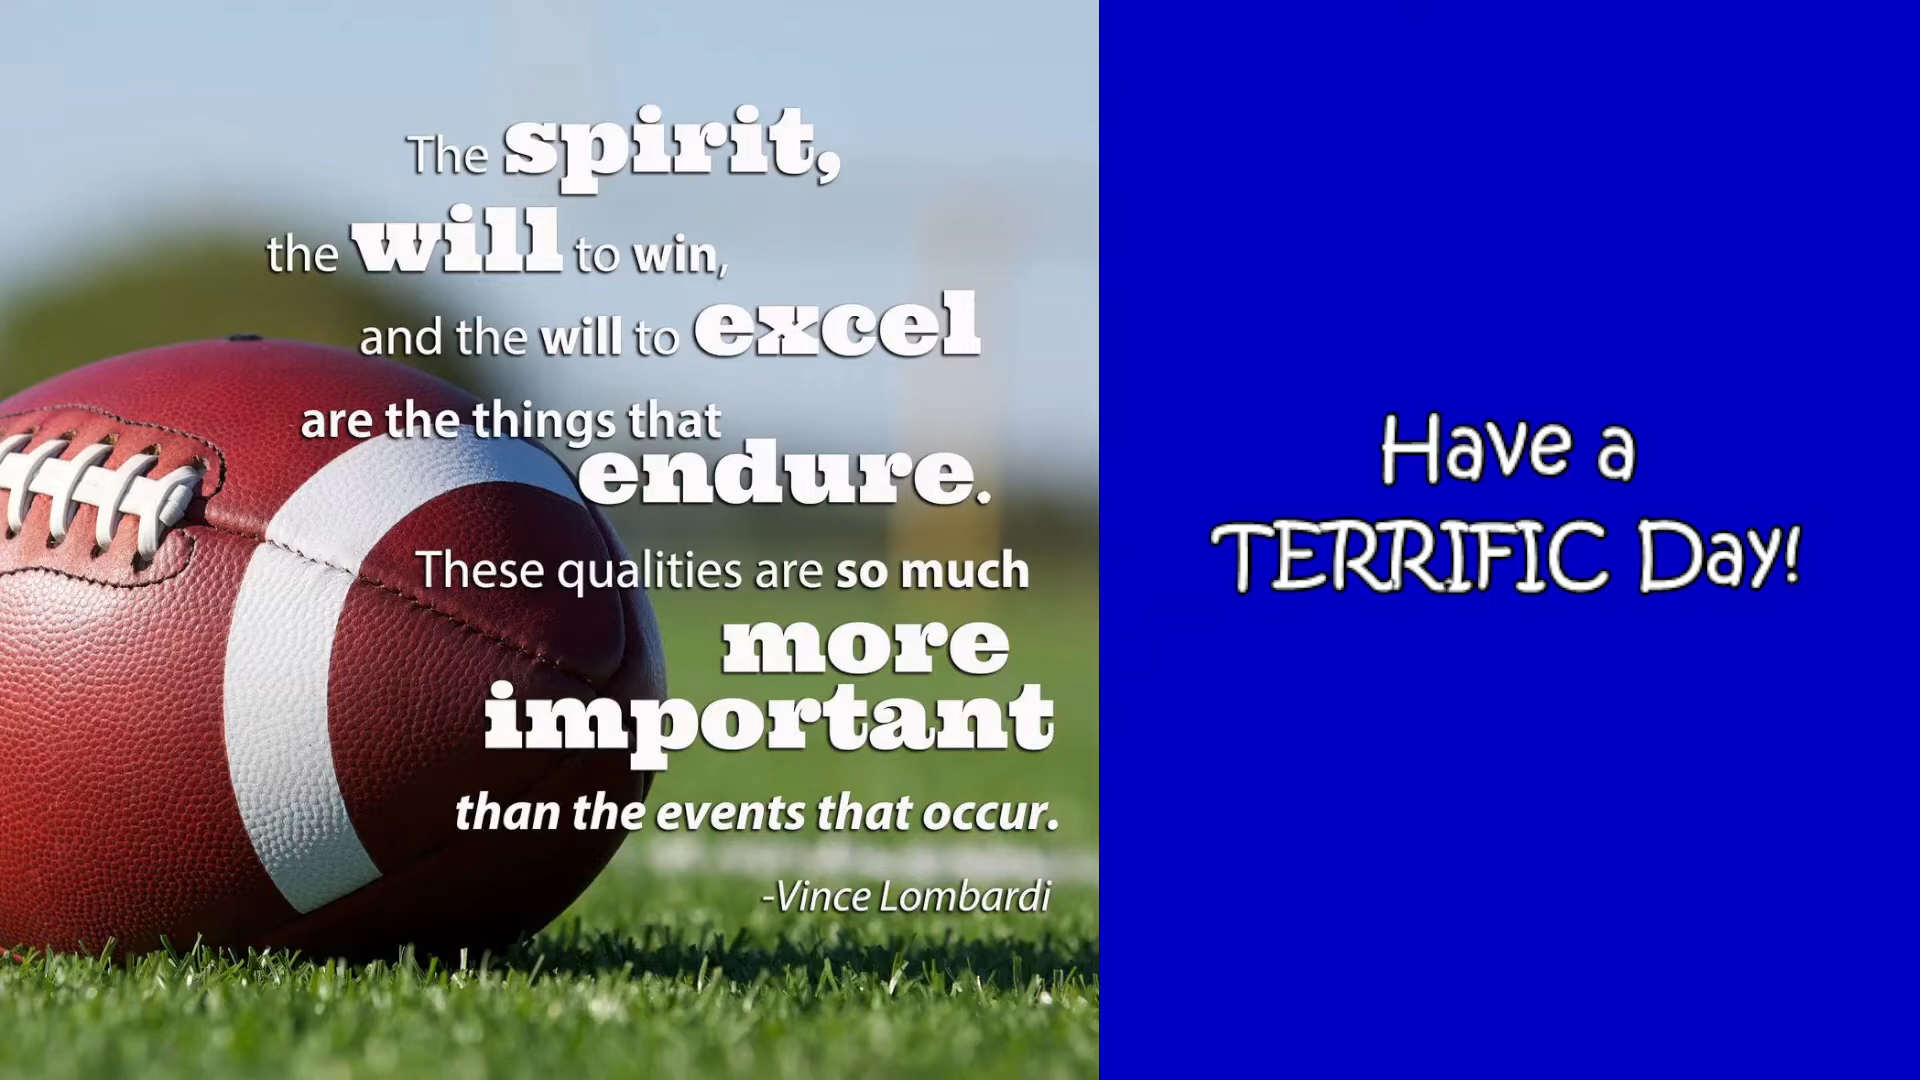 The spirit,
the will to win,
and the will to excel
are the things that
endure.
These qualities are so much
more
important
than the events that occur.
-Vince Lombardi
Have a
TERRIFIC Day!